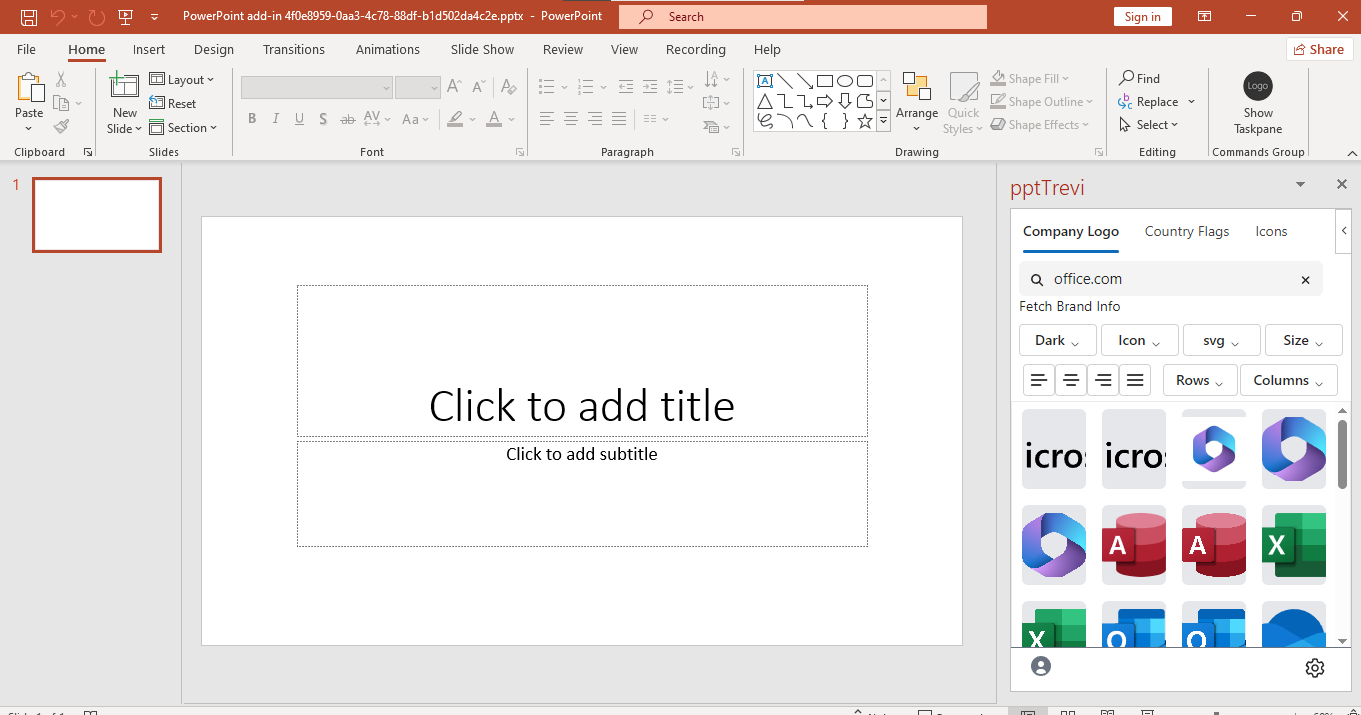 PowerPoint add-in 4f0e8959-0aa3-4c78-88df-b1d502da4c2e.pptx - PowerPoint
Search
Sign in
File Home Insert Design Transitions Animations Slide Show Review View Recording Help
Share
Paste
Clipboard
New Slide
Layout
Reset
Section
Slides
B I U S ab AV Aa A
Font
Paragraph
Arrange
Quick Styles
Shape Fill
Shape Outline
Shape Effects
Drawing
Find
Replace
Select
Editing
Logo
Show Taskpane
Commands Group
1
Click to add title
Click to add subtitle
pptTrevi
Company Logo Country Flags Icons
office.com
Fetch Brand Info
Dark Icon svg Size
Rows Columns
icros icros
A A X
X O O